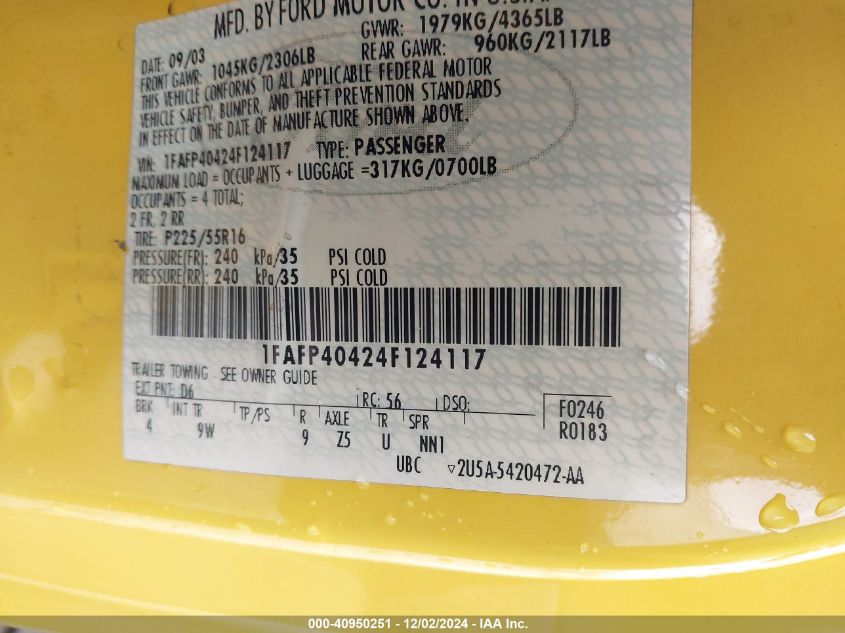 MFD. BY FORD MOTOR CO. IN U.S.A.
DATE: 09/03 GVWR: 1979KG/4365LB
FRONT GAWR: 1045KG/2306LB REAR GAWR: 960KG/2117LB
THIS VEHICLE CONFORMS TO ALL APPLICABLE FEDERAL MOTOR
VEHICLE SAFETY, BUMPER, AND THEFT PREVENTION STANDARDS
IN EFFECT ON THE DATE OF MANUFACTURE SHOWN ABOVE.
VIN: 1FAFP40424F124117 TYPE: PASSENGER
MAXIMUM LOAD = OCCUPANTS + LUGGAGE =317KG/0700LB
OCCUPANTS = 4 TOTAL;
2 FR, 2 RR
TIRE: P225/55R16
PRESSURE(FR): 240 kPa/35 PSI COLD
PRESSURE(RR): 240 kPa/35 PSI COLD
1FAFP40424F124117
TRAILER TOWING - SEE OWNER GUIDE
EXT PNT: D6 RC: 56 DSO: F0246
BRK INT TR TP/PS R AXLE TR SPR R0183
4 9W 9 Z5 U NN1
UBC ▽2U5A-5420472-AA
000-40950251 - 12/02/2024 - IAA Inc.